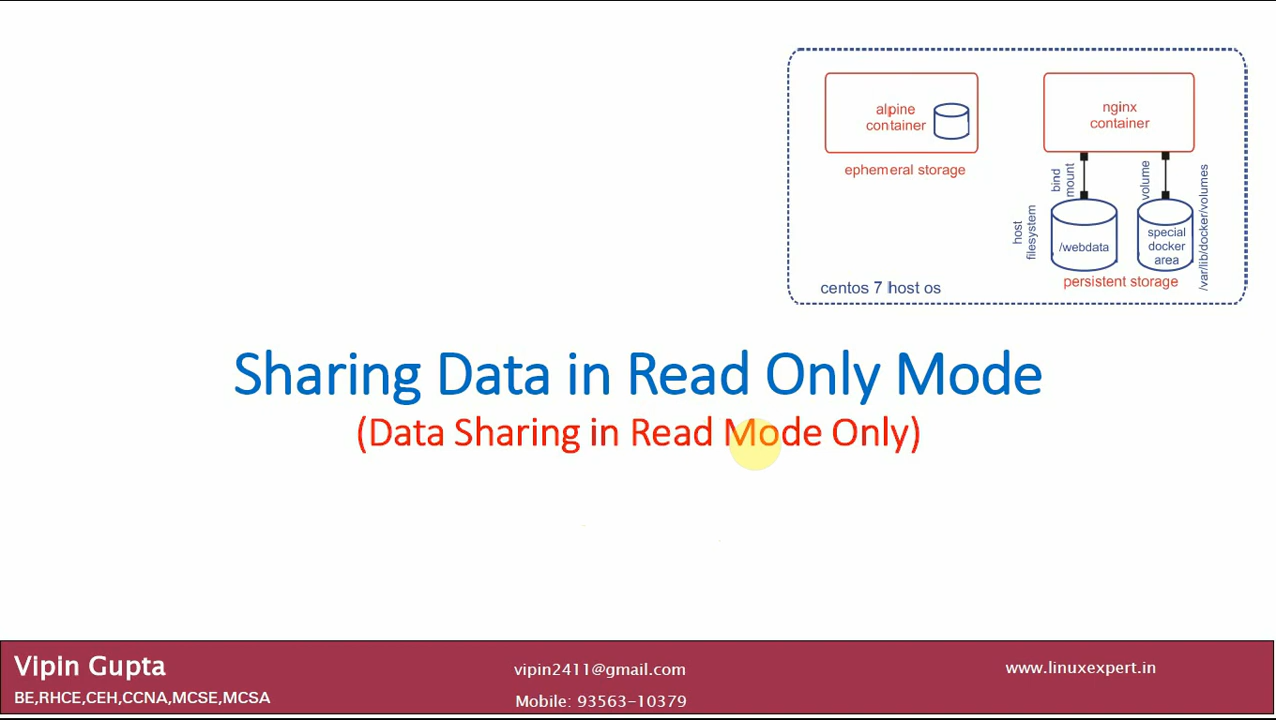 alpine
container
ephemeral storage
nginx
container
bind
mount
volume
host
filesystem
/webdata
special
docker
area
/var/lib/docker/volumes
persistent storage
centos 7 host os
Sharing Data in Read Only Mode
(Data Sharing in Read Mode Only)
Vipin Gupta
BE,RHCE,CEH,CCNA,MCSE,MCSA
vipin2411@gmail.com
Mobile: 93563-10379
www.linuxexpert.in